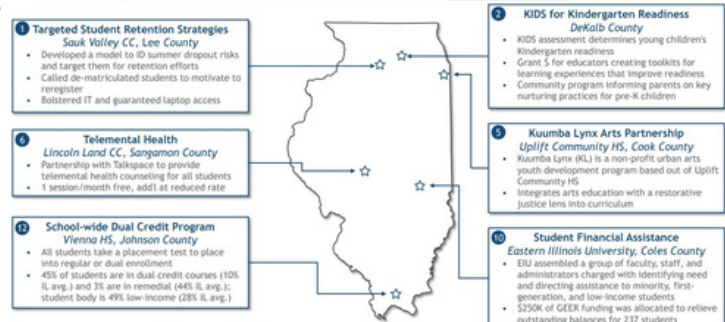 1 Targeted Student Retention Strategies
Sauk Valley CC, Lee County
• Developed a model to ID summer dropout risks
and target them for retention efforts
• Called de-matriculated students to motivate to
reregister
• Bolstered IT and guaranteed laptop access
6 Telemental Health
Lincoln Land CC, Sangamon County
• Partnership with Talkspace to provide
telemental health counseling for all students
• 1 session/month free, addl at reduced rate
12 School-wide Dual Credit Program
Vienna HS, Johnson County
• All students take a placement test to place
into regular or dual enrollment
• 45% of students are in dual credit courses (10%
IL avg.) and 3% are in remedial (44% IL avg.);
student body is 49% low-income (28% IL avg.)
2 KIDS for Kindergarten Readiness
DeKalb County
• KIDS assessment determines young children's
Kindergarten readiness
• Grant $ for educators creating toolkits for
learning experiences that improve readiness
• Community program informing parents on key
nurturing practices for pre-K children
5 Kuumba Lynx Arts Partnership
Uplift Community HS, Cook County
• Kuumba Lynx (KL) is a non-profit urban arts
youth development program based out of Uplift
Community HS
• Integrates arts education with a restorative
justice lens into curriculum
10 Student Financial Assistance
Eastern Illinois University, Coles County
• EIU assembled a group of faculty, staff, and
administrators charged with identifying need
and directing assistance to minority, first-
generation, and low-income students
• $250K of GEER funding was allocated to relieve
outstanding balances for 237 students